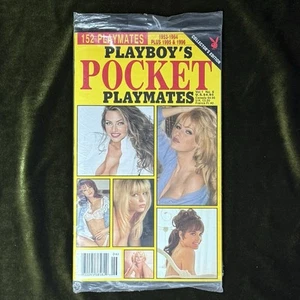 152 PLAYMATES
1953-1964
PLUS 1995 & 1996
COLLECTOR'S EDITION
PLAYBOY'S
POCKET
PLAYMATES